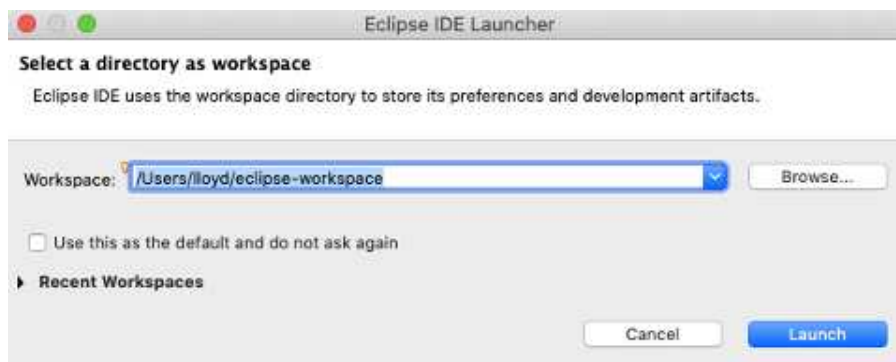 Eclipse IDE Launcher
Select a directory as workspace
Eclipse IDE uses the workspace directory to store its preferences and development artifacts.
Workspace: /Users/lloyd/eclipse-workspace Browse...
Use this as the default and do not ask again
Recent Workspaces
Cancel Launch